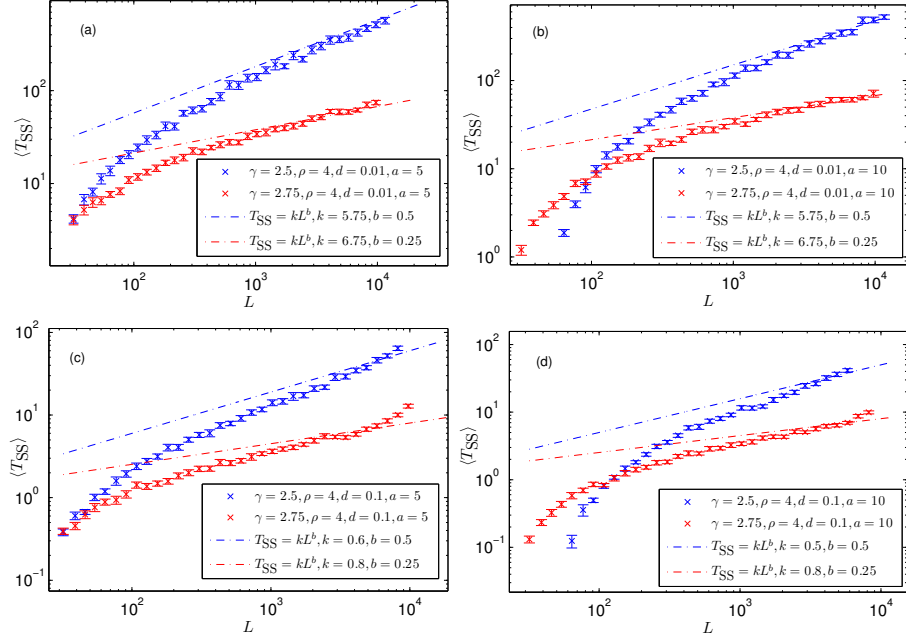 (a)
10^2
10^1
⟨T_SS⟩
10^2
10^3
10^4
L
γ = 2.5, ρ = 4, d = 0.01, a = 5
γ = 2.75, ρ = 4, d = 0.01, a = 5
T_SS = kL^b, k = 5.75, b = 0.5
T_SS = kL^b, k = 6.75, b = 0.25
(b)
10^2
10^1
10^0
⟨T_SS⟩
10^2
10^3
10^4
L
γ = 2.5, ρ = 4, d = 0.01, a = 10
γ = 2.75, ρ = 4, d = 0.01, a = 10
T_SS = kL^b, k = 5.75, b = 0.5
T_SS = kL^b, k = 6.75, b = 0.25
(c)
10^2
10^1
10^0
10^−1
⟨T_SS⟩
10^2
10^3
10^4
L
γ = 2.5, ρ = 4, d = 0.1, a = 5
γ = 2.75, ρ = 4, d = 0.1, a = 5
T_SS = kL^b, k = 0.6, b = 0.5
T_SS = kL^b, k = 0.8, b = 0.25
(d)
10^2
10^1
10^0
10^−1
⟨T_SS⟩
10^2
10^3
10^4
L
γ = 2.5, ρ = 4, d = 0.1, a = 10
γ = 2.75, ρ = 4, d = 0.1, a = 10
T_SS = kL^b, k = 0.5, b = 0.5
T_SS = kL^b, k = 0.8, b = 0.25